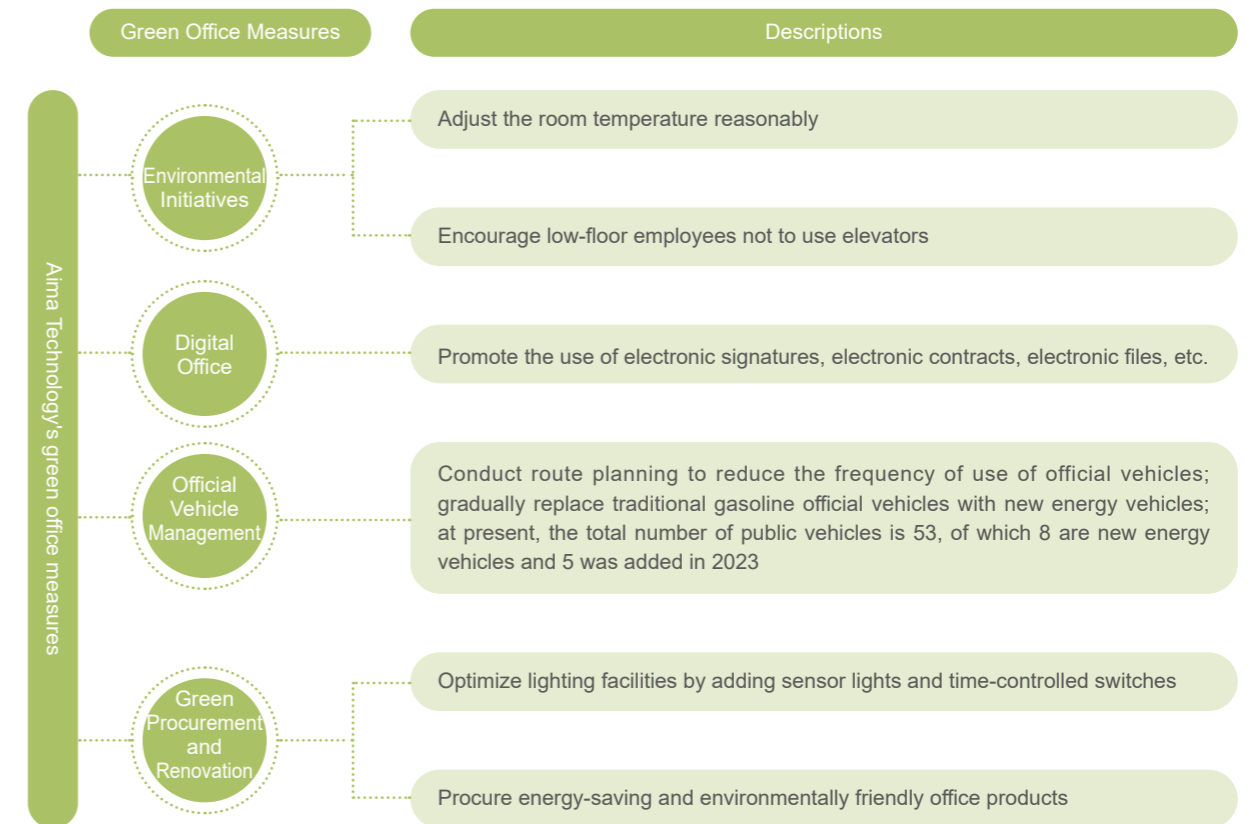 Green Office Measures
Descriptions
Aima Technology's green office measures
Environmental
Initiatives
Adjust the room temperature reasonably
Encourage low-floor employees not to use elevators
Digital
Office
Promote the use of electronic signatures, electronic contracts, electronic files, etc.
Official
Vehicle
Management
Conduct route planning to reduce the frequency of use of official vehicles;
gradually replace traditional gasoline official vehicles with new energy vehicles;
at present, the total number of public vehicles is 53, of which 8 are new energy
vehicles and 5 was added in 2023
Green
Procurement
and
Renovation
Optimize lighting facilities by adding sensor lights and time-controlled switches
Procure energy-saving and environmentally friendly office products